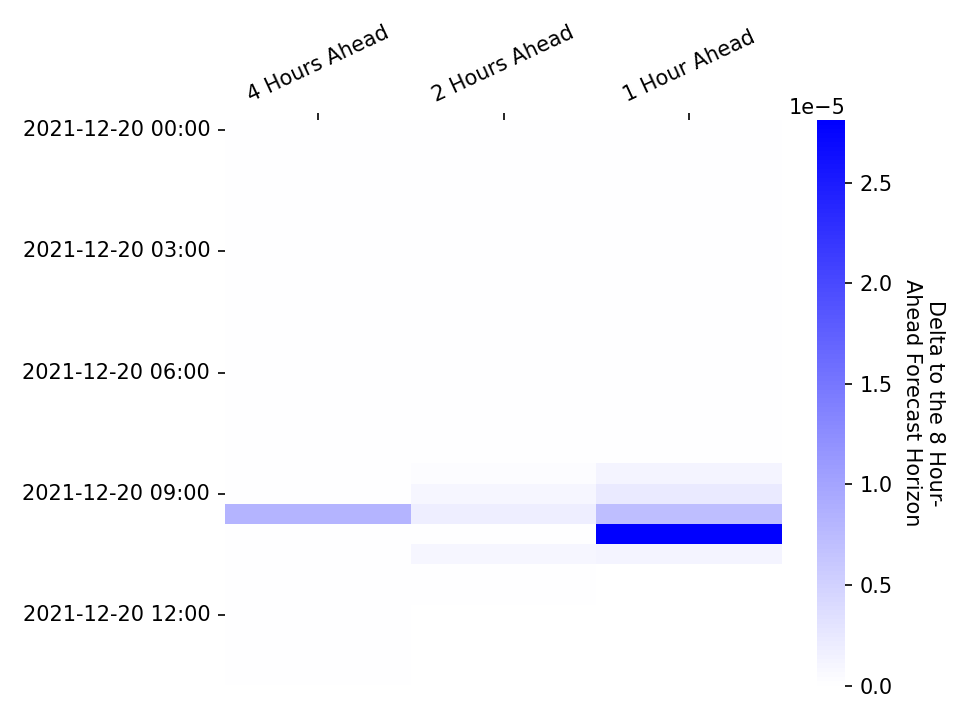 4 Hours Ahead
2 Hours Ahead
1 Hour Ahead
1e−5
2021-12-20 00:00
2021-12-20 03:00
2021-12-20 06:00
2021-12-20 09:00
2021-12-20 12:00
2.5
2.0
1.5
1.0
0.5
0.0
Delta to the 8 Hour-
Ahead Forecast Horizon